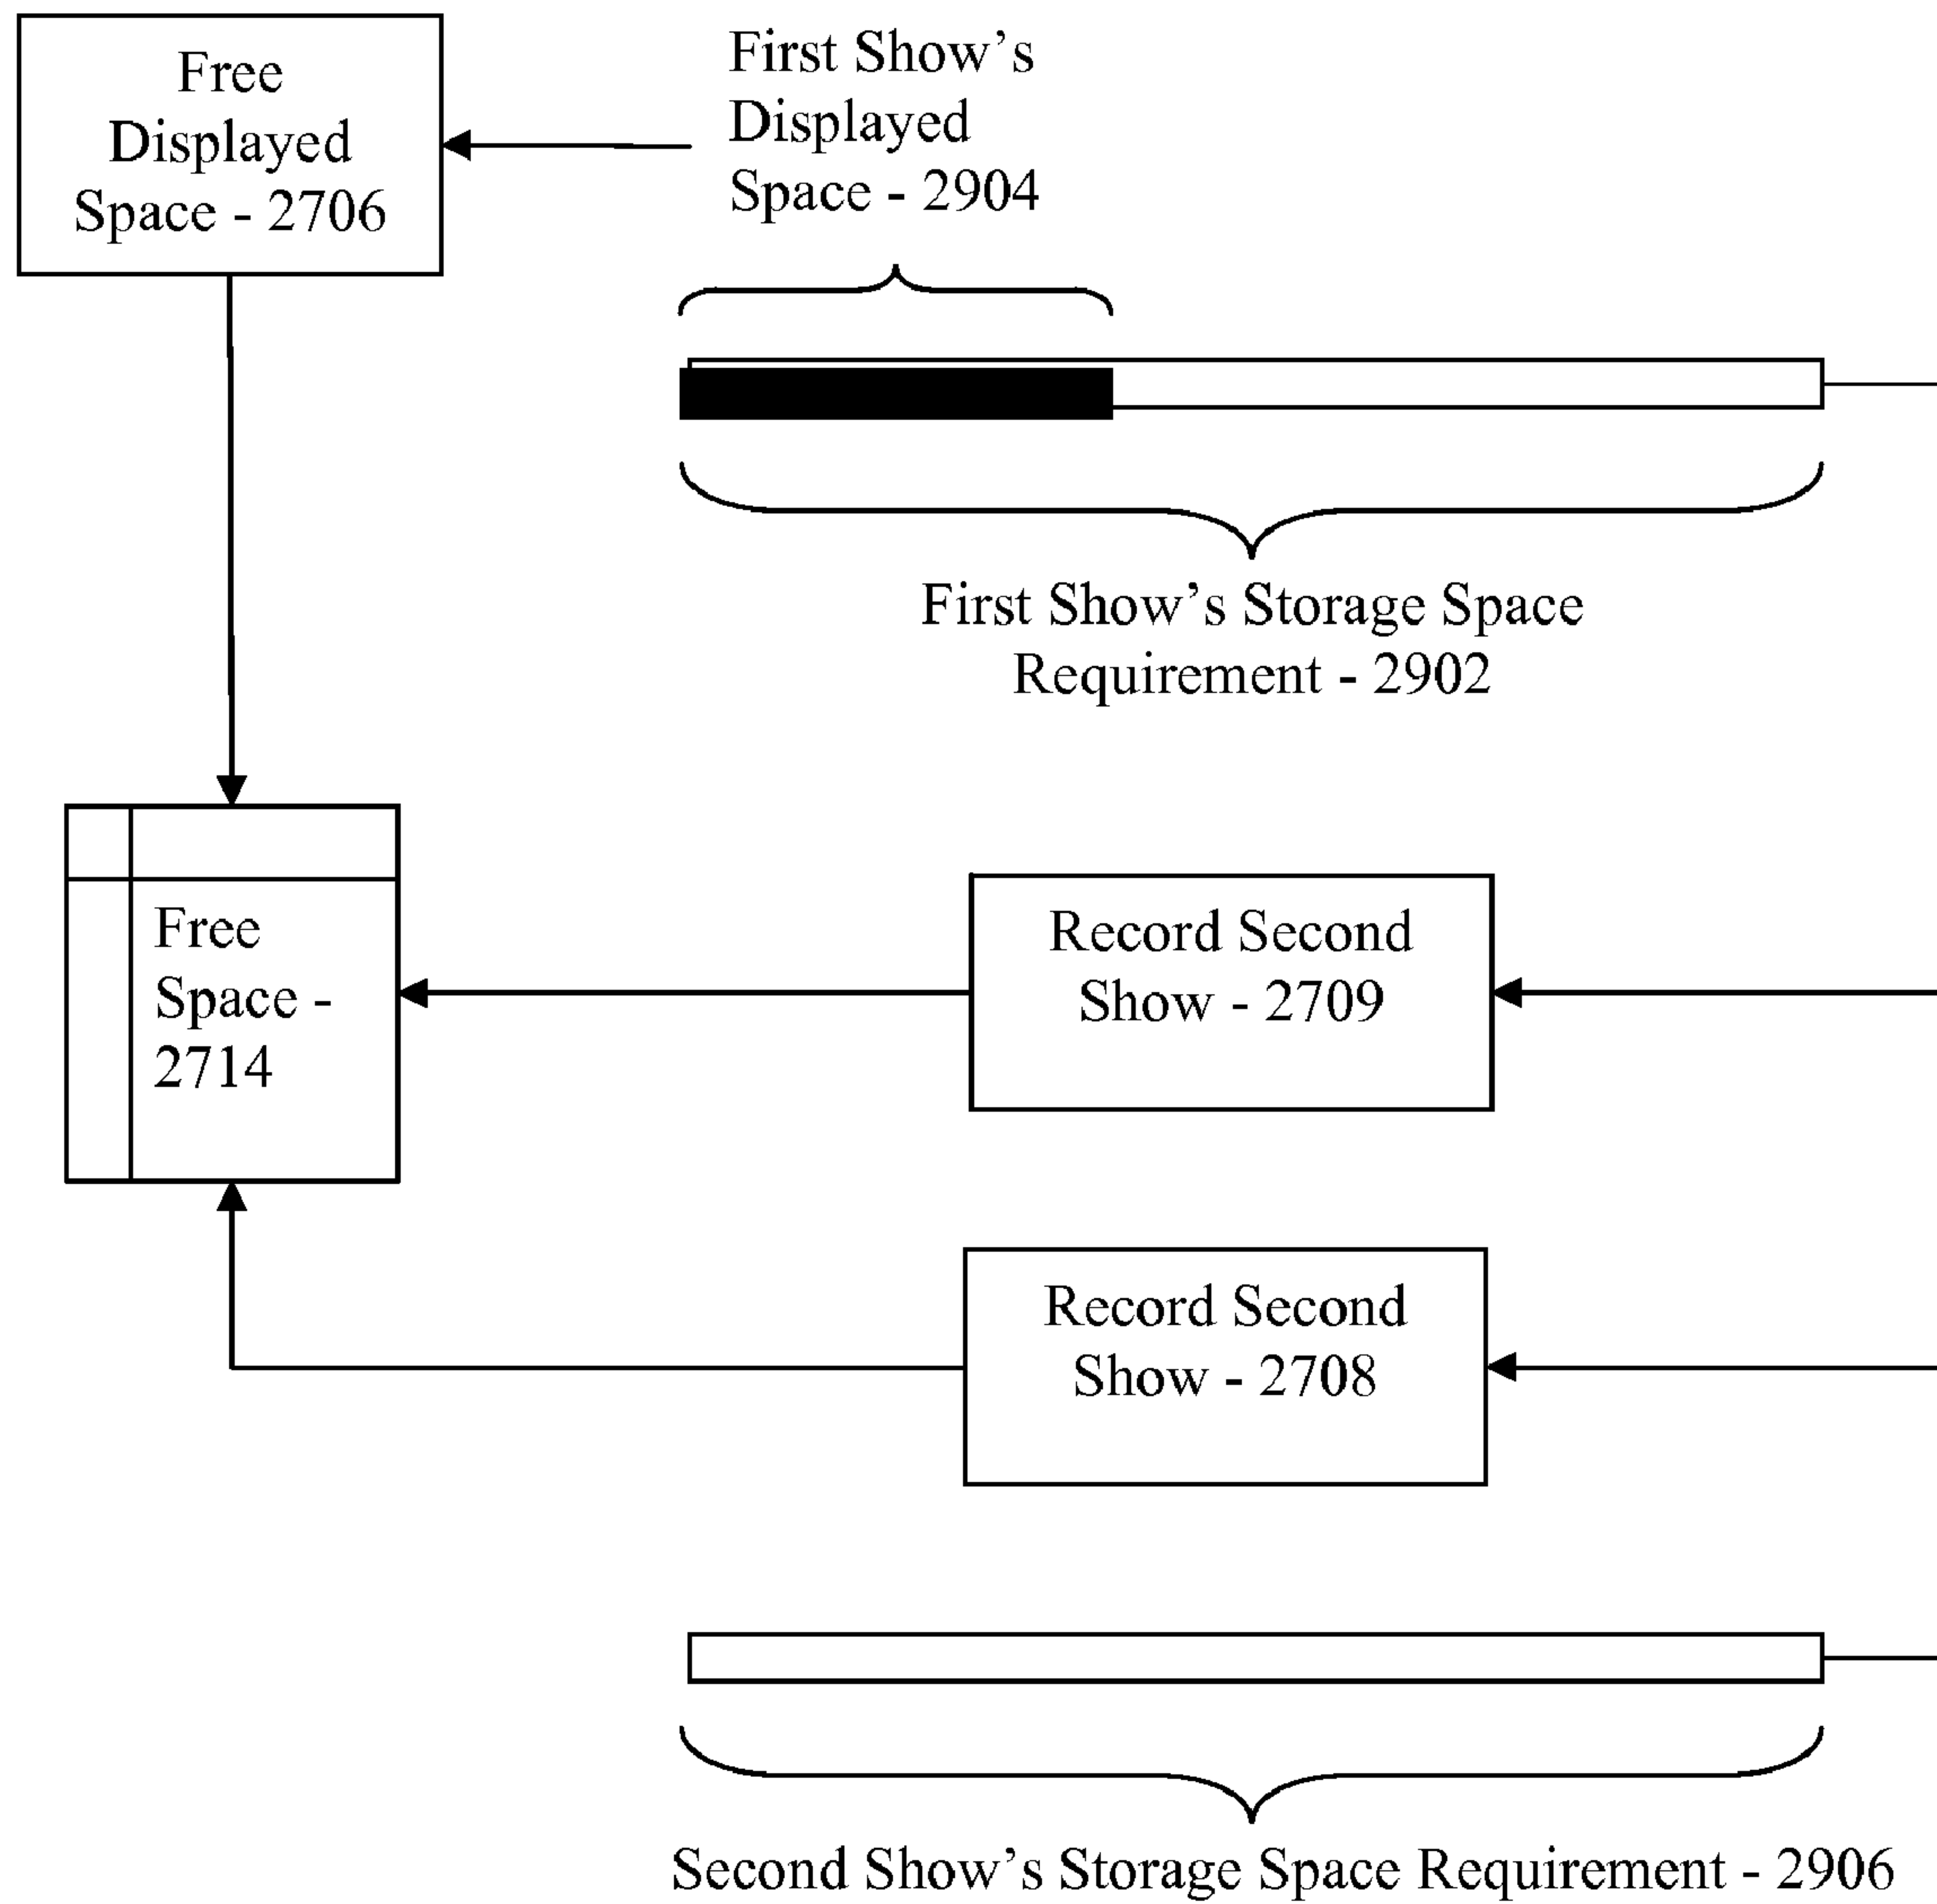 Free
Displayed
Space - 2706
First Show’s
Displayed
Space - 2904
First Show’s Storage Space
Requirement - 2902
Free
Space -
2714
Record Second
Show - 2709
Record Second
Show - 2708
Second Show’s Storage Space Requirement - 2906